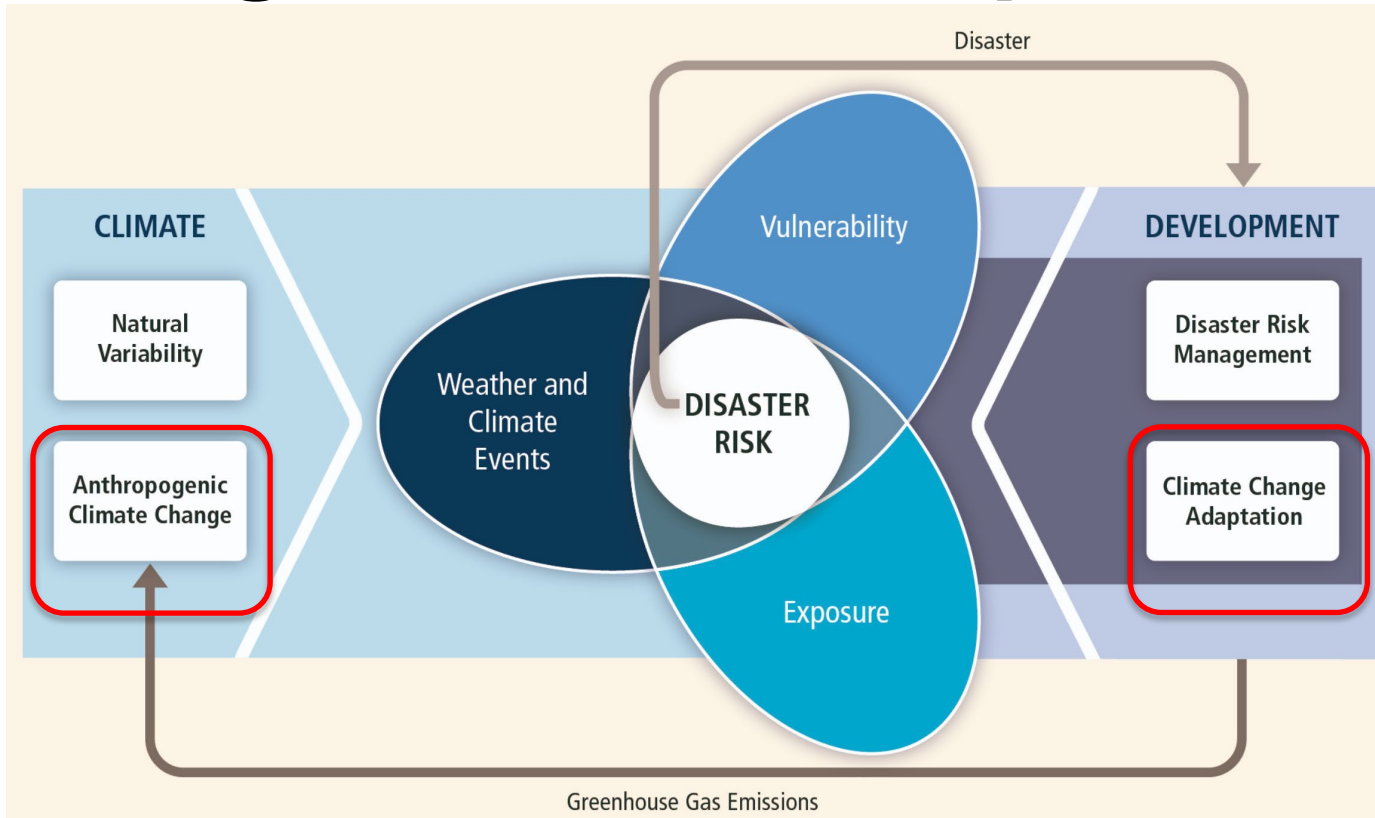 Disaster
CLIMATE
Natural
Variability
Anthropogenic
Climate Change
Weather and
Climate
Events
Vulnerability
DISASTER
RISK
Exposure
DEVELOPMENT
Disaster Risk
Management
Climate Change
Adaptation
Greenhouse Gas Emissions